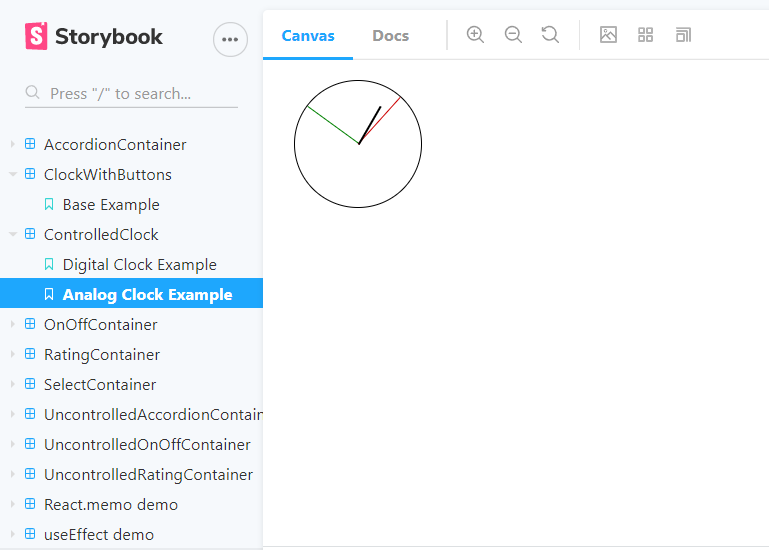 Storybook
Canvas Docs
Press "/" to search...
AccordionContainer
ClockWithButtons
Base Example
ControlledClock
Digital Clock Example
Analog Clock Example
OnOffContainer
RatingContainer
SelectContainer
UncontrolledAccordionContain
UncontrolledOnOffContainer
UncontrolledRatingContainer
React.memo demo
useEffect demo